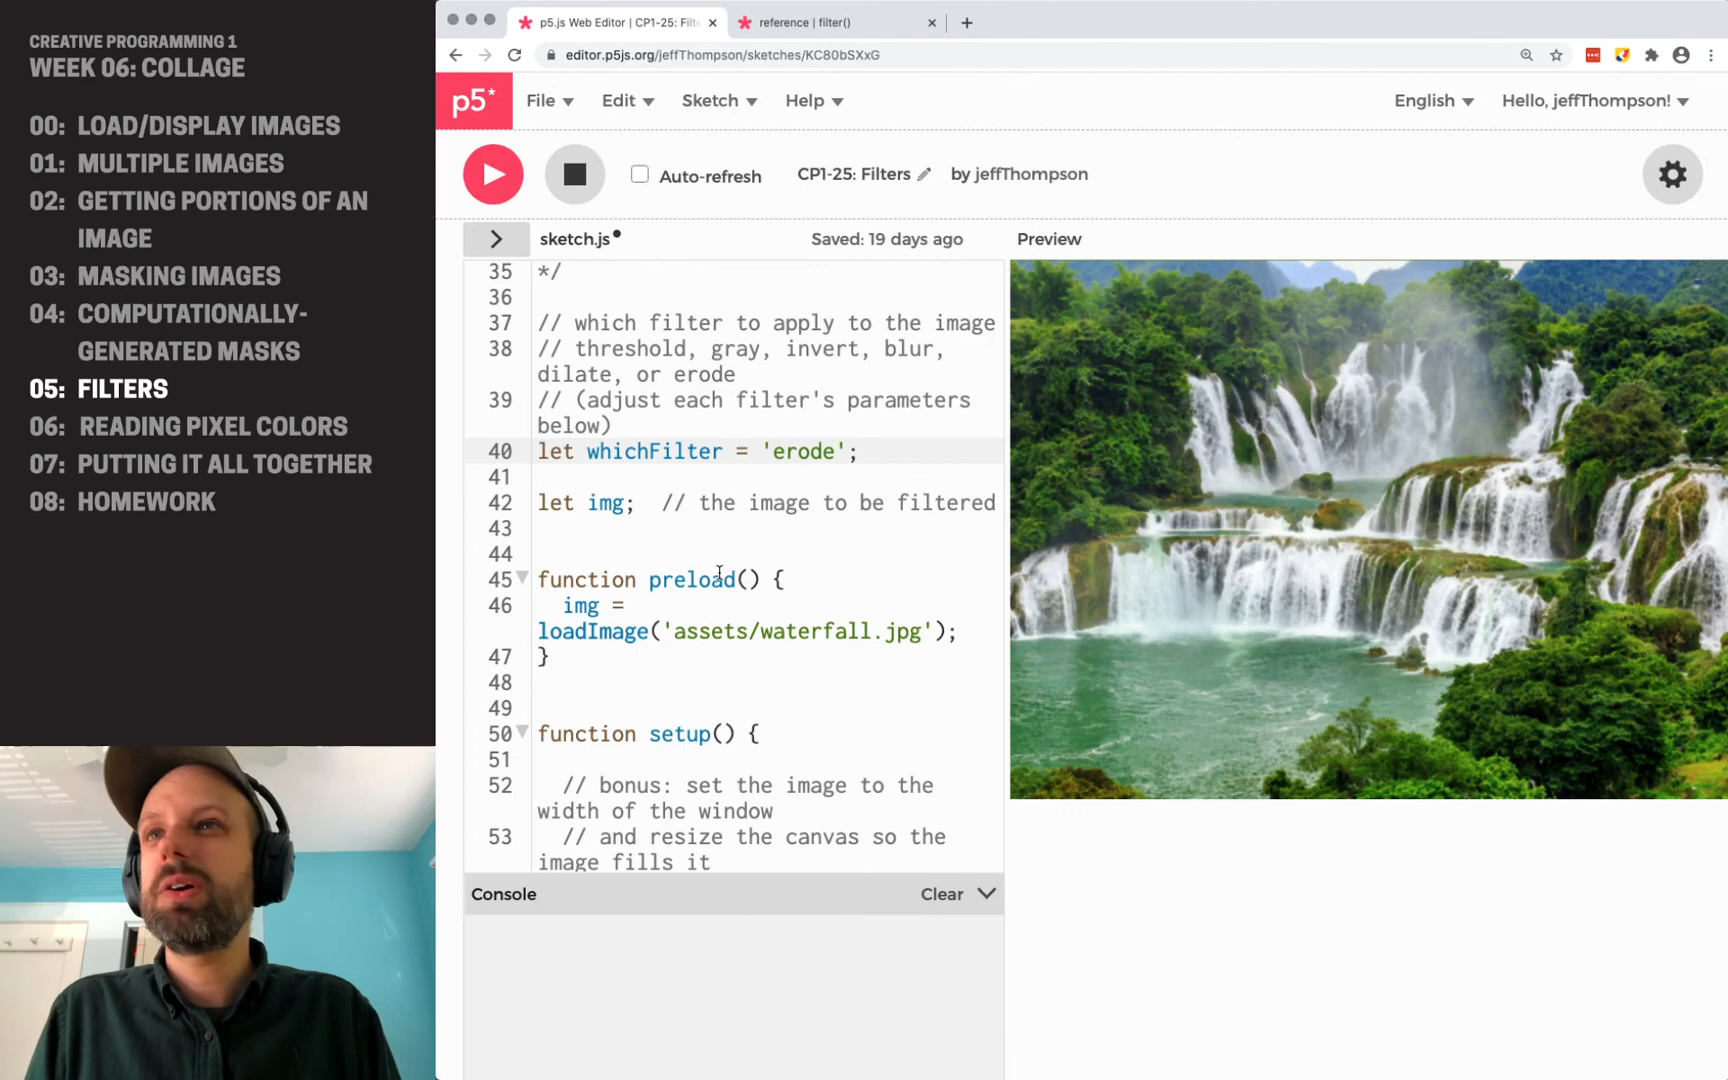 CREATIVE PROGRAMMING 1
WEEK 06: COLLAGE
00: LOAD/DISPLAY IMAGES
01: MULTIPLE IMAGES
02: GETTING PORTIONS OF AN
IMAGE
03: MASKING IMAGES
04: COMPUTATIONALLY-
GENERATED MASKS
05: FILTERS
06: READING PIXEL COLORS
07: PUTTING IT ALL TOGETHER
08: HOMEWORK
p5.js Web Editor | CP1-25: Filte
reference | filter()
editor.p5js.org/jeffThompson/sketches/KC80bSXxG
p5* File Edit Sketch Help English Hello, jeffThompson!
Auto-refresh CP1-25: Filters by jeffThompson
sketch.js Saved: 19 days ago Preview
35 */
36
37 // which filter to apply to the image
38 // threshold, gray, invert, blur,
dilate, or erode
39 // (adjust each filter's parameters
below)
40 let whichFilter = 'erode';
41
42 let img; // the image to be filtered
43
44
45 function preload() {
46 img =
loadImage('assets/waterfall.jpg');
47 }
48
49
50 function setup() {
51
52 // bonus: set the image to the
width of the window
53 // and resize the canvas so the
image fills it
Console Clear